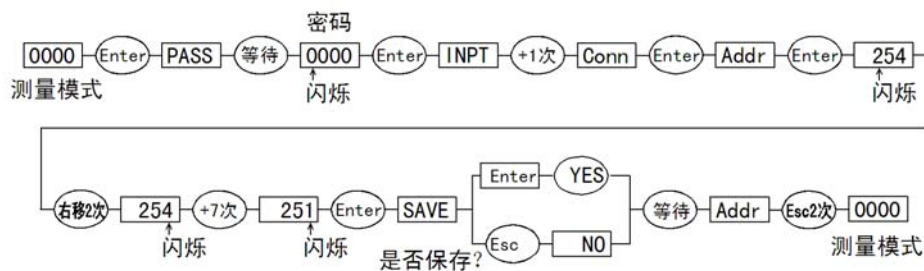 密码
0000 Enter PASS 等待 0000 Enter INPT +1次 Conn Enter Addr Enter 254
测量模式 闪烁 闪烁
Enter YES
右移2次 254 +7次 251 Enter SAVE 等待 Addr Esc2次 0000
Esc NO
闪烁 闪烁 是否保存? 测量模式